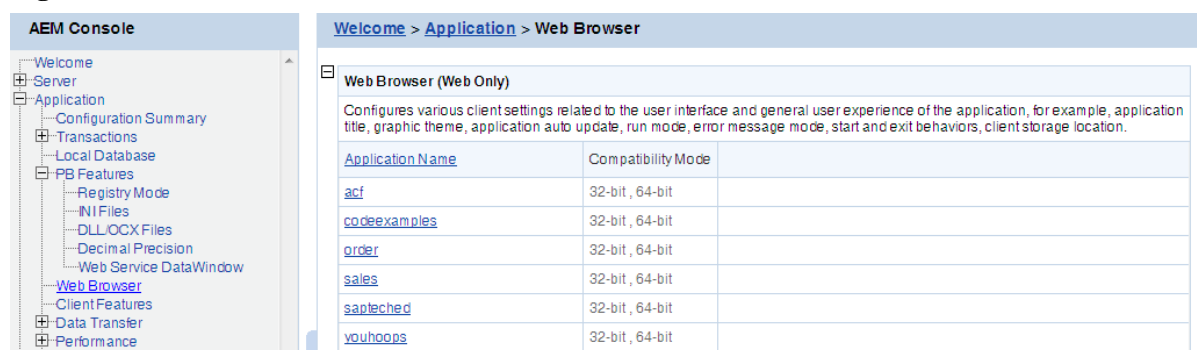 AEM Console
Welcome
Server
Application
Configuration Summary
Transactions
Local Database
PB Features
Registry Mode
INI Files
DLL/OCX Files
Decimal Precision
Web Service DataWindow
Web Browser
Client Features
Data Transfer
Performance
Welcome > Application > Web Browser
Web Browser (Web Only)
Configures various client settings related to the user interface and general user experience of the application, for example, application
title, graphic theme, application auto update, run mode, error message mode, start and exit behaviors, client storage location.
Application Name Compatibility Mode
acf 32-bit , 64-bit
codeexamples 32-bit , 64-bit
order 32-bit , 64-bit
sales 32-bit , 64-bit
sapteched 32-bit , 64-bit
youhoops 32-bit , 64-bit